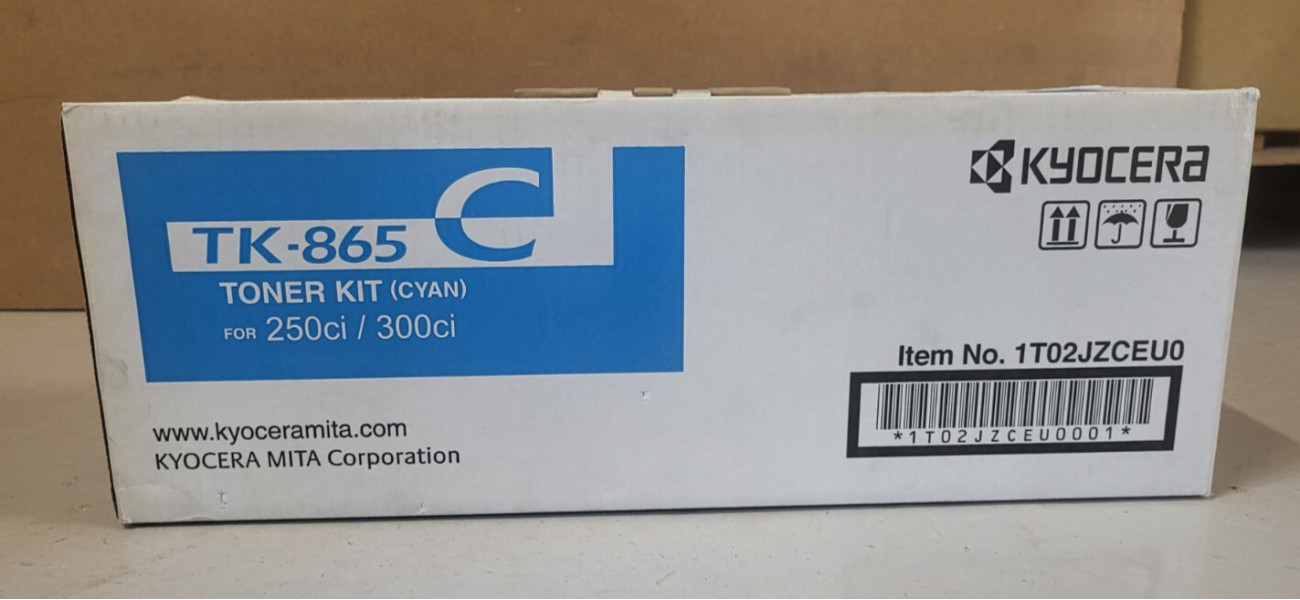 TK-865 C
TONER KIT (CYAN)
FOR 250ci / 300ci
www.kyoceramita.com
KYOCERA MITA Corporation
KYOCERA
Item No. 1T02JZCEU0
*1T02JZCEU0001*